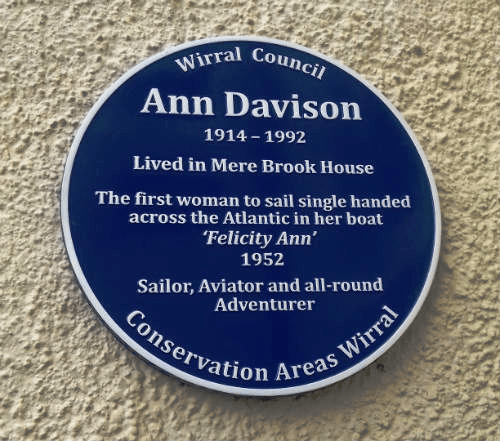 Wirral Council
Ann Davison
1914 – 1992
Lived in Mere Brook House
The first woman to sail single handed
across the Atlantic in her boat
‘Felicity Ann’
1952
Sailor, Aviator and all-round
Adventurer
Conservation Areas Wirral